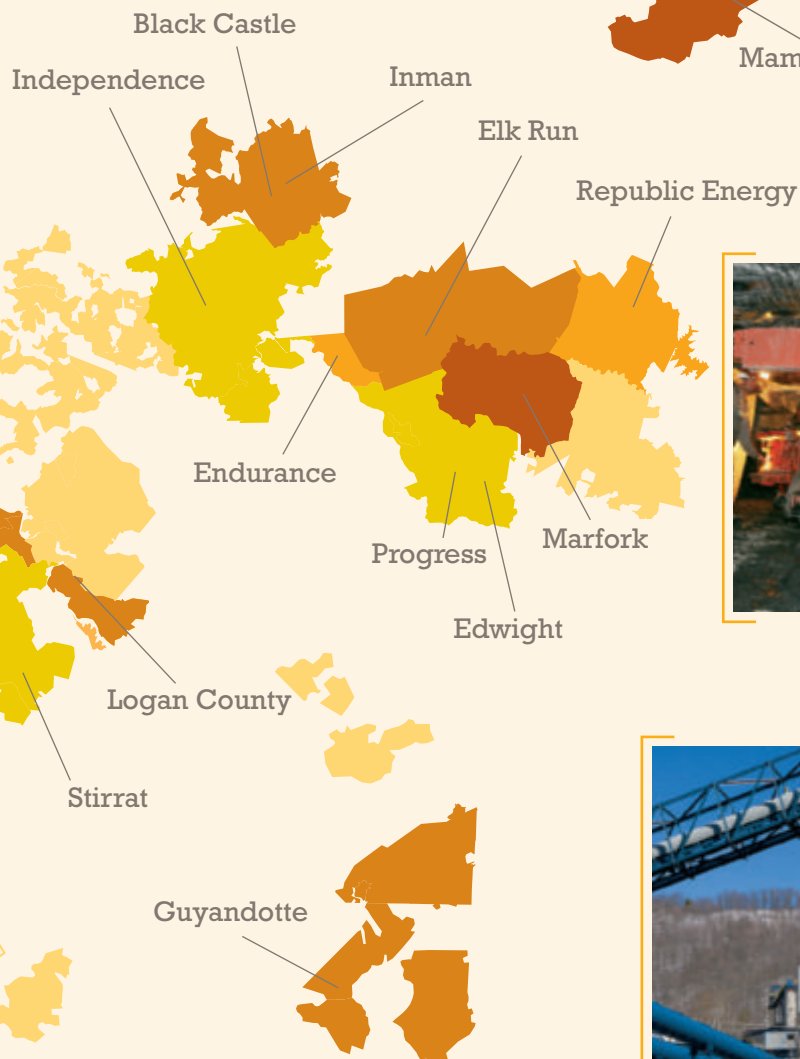 Black Castle
Independence
Inman
Elk Run
Republic Energy
Endurance
Progress
Marfork
Edwight
Logan County
Stirrat
Guyandotte